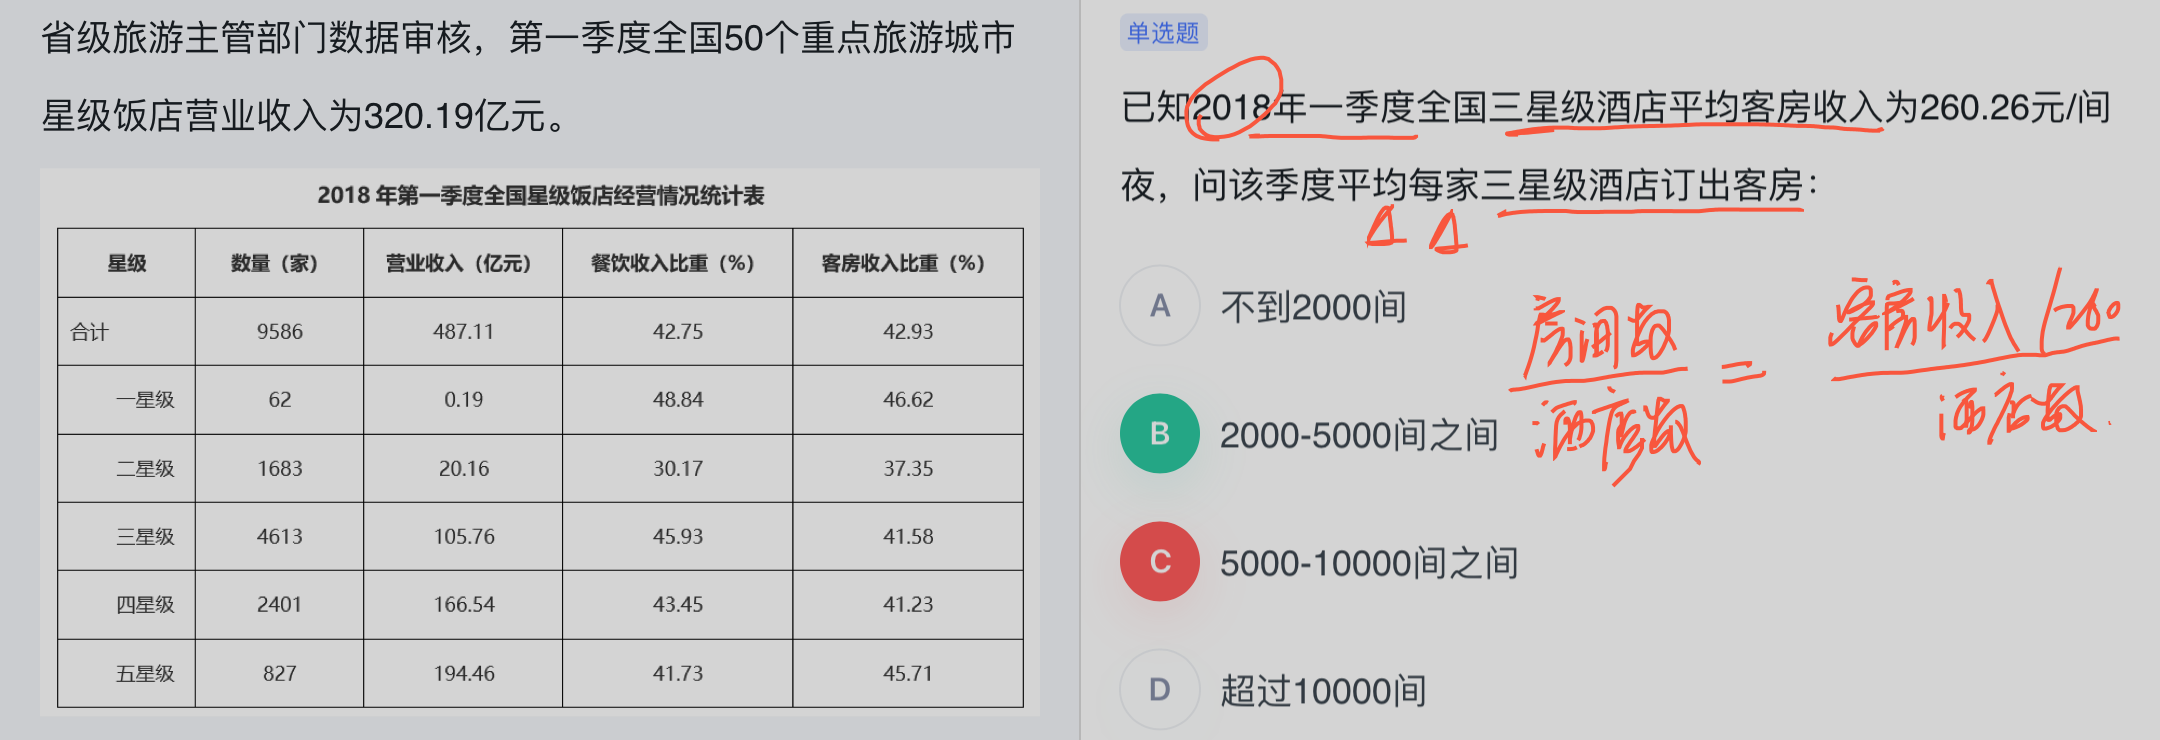 省级旅游主管部门数据审核，第一季度全国50个重点旅游城市
星级饭店营业收入为320.19亿元。
2018 年第一季度全国星级饭店经营情况统计表
星级 数量（家） 营业收入（亿元） 餐饮收入比重（%） 客房收入比重（%）
合计 9586 487.11 42.75 42.93
一星级 62 0.19 48.84 46.62
二星级 1683 20.16 30.17 37.35
三星级 4613 105.76 45.93 41.58
四星级 2401 166.54 43.45 41.23
五星级 827 194.46 41.73 45.71
单选题
已知2018年一季度全国三星级酒店平均客房收入为260.26元/间
夜，问该季度平均每家三星级酒店订出客房：
A 不到2000间
B 2000-5000间之间
C 5000-10000间之间
D 超过10000间
房间数 = 客房收入/260
酒店数 酒店数